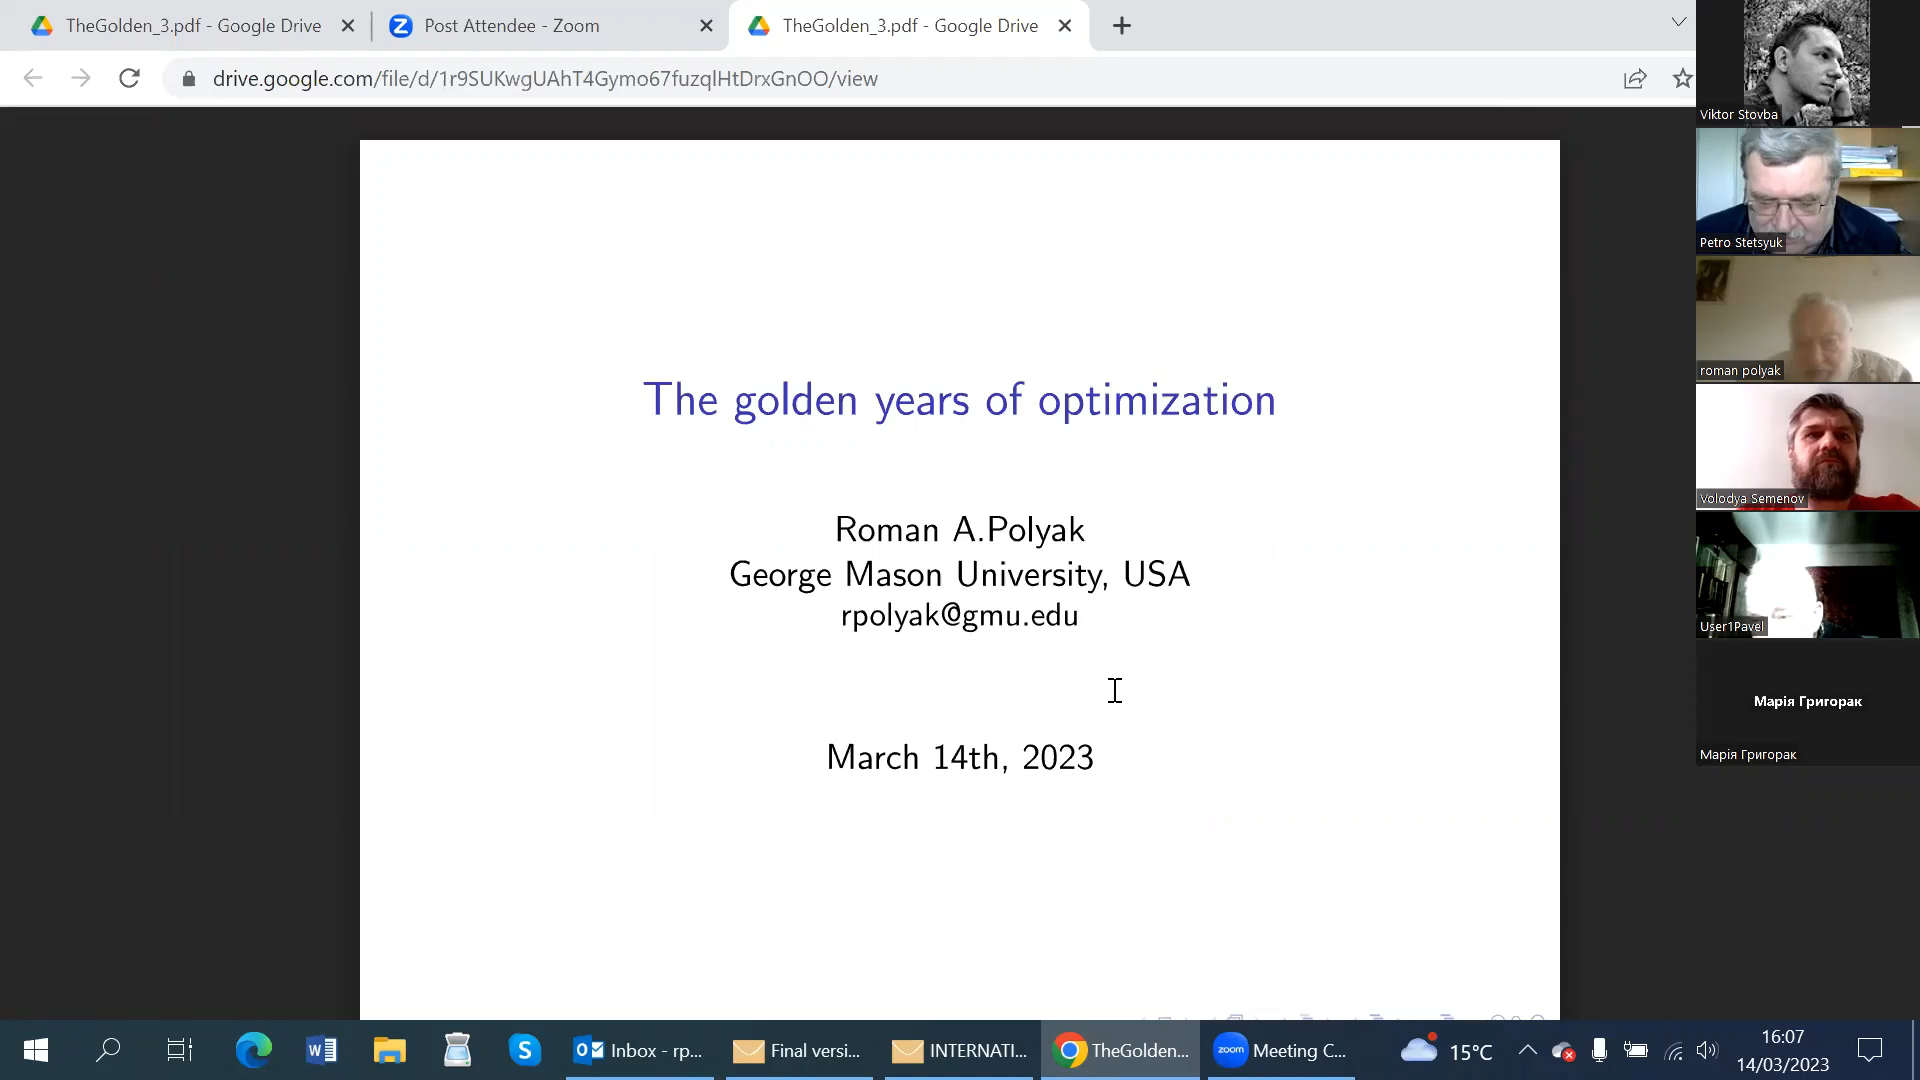 TheGolden_3.pdf - Google Drive
Post Attendee - Zoom
TheGolden_3.pdf - Google Drive
drive.google.com/file/d/1r9SUKwgUAhT4Gymo67fuzqlHtDrxGnOO/view
The golden years of optimization
Roman A.Polyak
George Mason University, USA
rpolyak@gmu.edu
March 14th, 2023
Viktor Stovba
Petro Stetsyuk
roman polyak
Volodya Semenov
User1Pavel
Марія Григорак
Марія Григорак
Inbox - rp...
Final versi...
INTERNATI...
TheGolden...
zoom
Meeting C...
15°C
16:07
14/03/2023